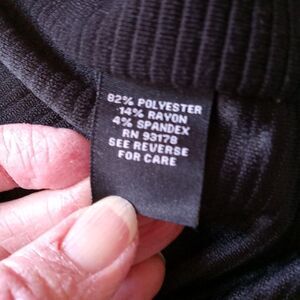 82% POLYESTER
14% RAYON
4% SPANDEX
RN 93178
SEE REVERSE
FOR CARE